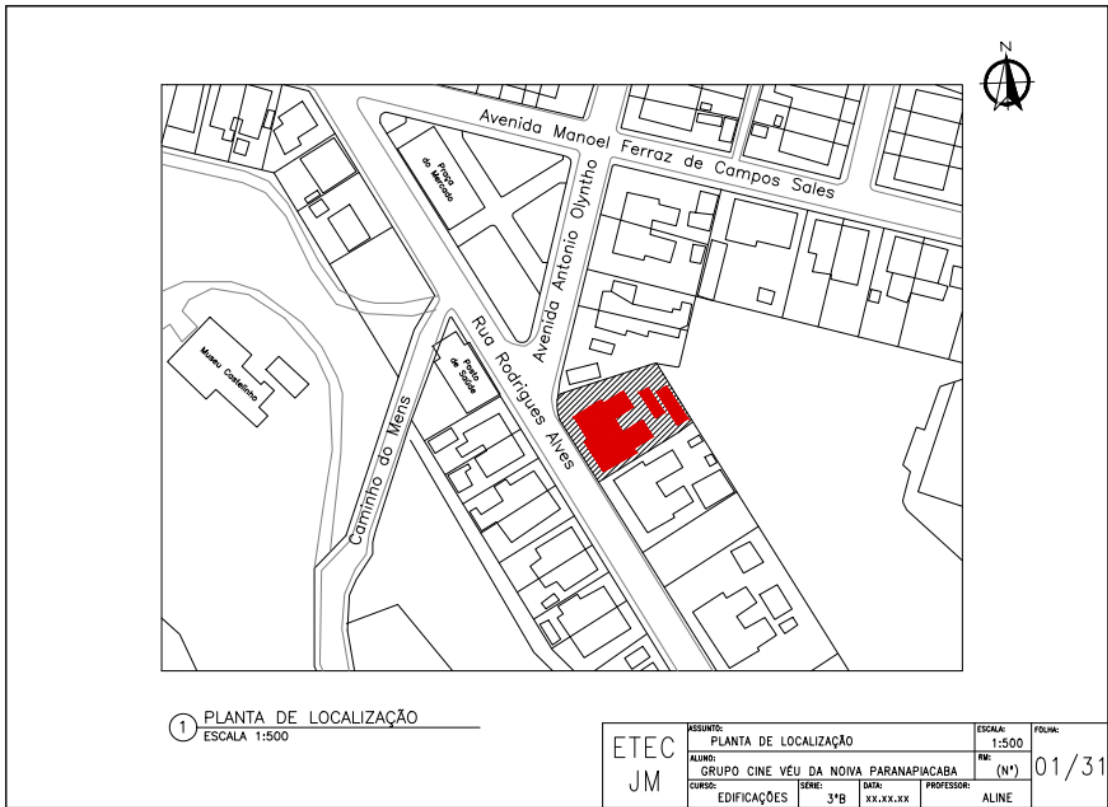 N
Avenida Manoel Ferraz de Campos Sales
Praça
do Mercado
Avenida Antonio Olyntho
Rua Rodrigues Alves
Posto
de Saúde
Museu Castelinho
Caminho do Mens
1 PLANTA DE LOCALIZAÇÃO
ESCALA 1:500
ETEC
JM
ASSUNTO:
PLANTA DE LOCALIZAÇÃO
ESCALA:
1:500
FOLHA:
01/31
ALUNO:
GRUPO CINE VÉU DA NOIVA PARANAPIACABA
RM:
(Nº)
CURSO:
EDIFICAÇÕES
SÉRIE:
3ºB
DATA:
xx.xx.xx
PROFESSOR:
ALINE